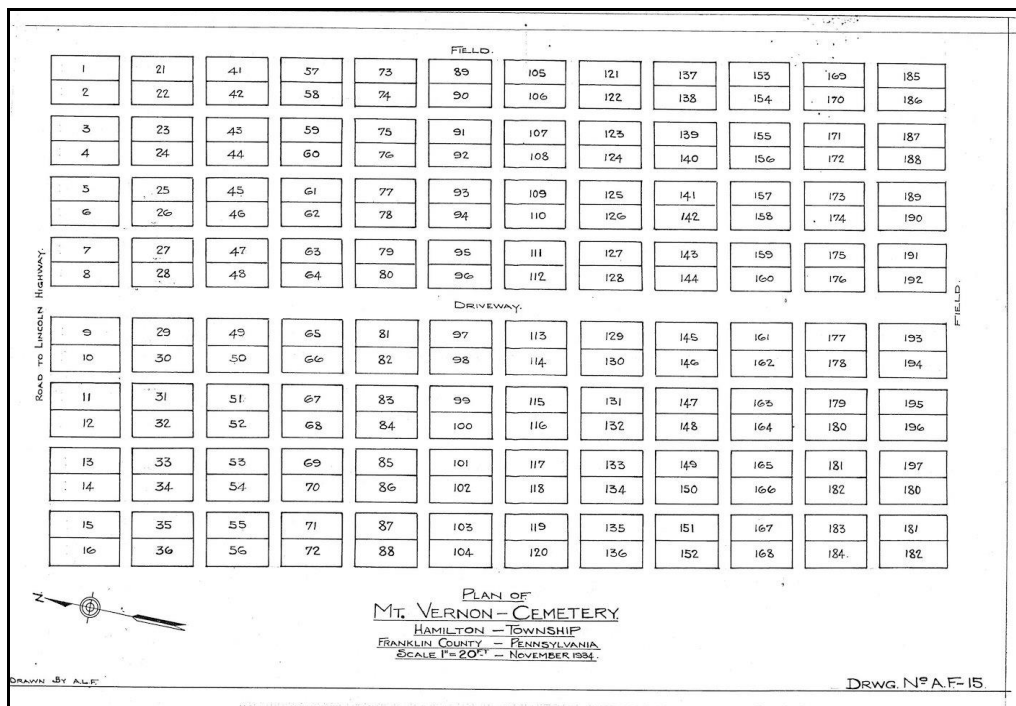 FIELD.
1 21 41 57 73 89 105 121 137 153 169 185
2 22 42 58 74 90 106 122 138 154 170 186
3 23 43 59 75 91 107 123 139 155 171 187
4 24 44 60 76 92 108 124 140 156 172 188
5 25 45 61 77 93 109 125 141 157 173 189
6 26 46 62 78 94 110 126 142 158 174 190
7 27 47 63 79 95 111 127 143 159 175 191
8 28 48 64 80 96 112 128 144 160 176 192
ROAD TO LINCOLN HIGHWAY.
DRIVEWAY.
FIELD.
9 29 49 65 81 97 113 129 145 161 177 193
10 30 50 66 82 98 114 130 146 162 178 194
11 31 51 67 83 99 115 131 147 163 179 195
12 32 52 68 84 100 116 132 148 164 180 196
13 33 53 69 85 101 117 133 149 165 181 197
14 34 54 70 86 102 118 134 150 166 182 180
15 35 55 71 87 103 119 135 151 167 183 181
16 36 56 72 88 104 120 136 152 168 184 182
N
PLAN OF
MT. VERNON - CEMETERY
HAMILTON - TOWNSHIP
FRANKLIN COUNTY - PENNSYLVANIA
SCALE 1"=20FT - NOVEMBER 1934.
DRAWN BY A.L.F.
DRWG. No A.F-15.